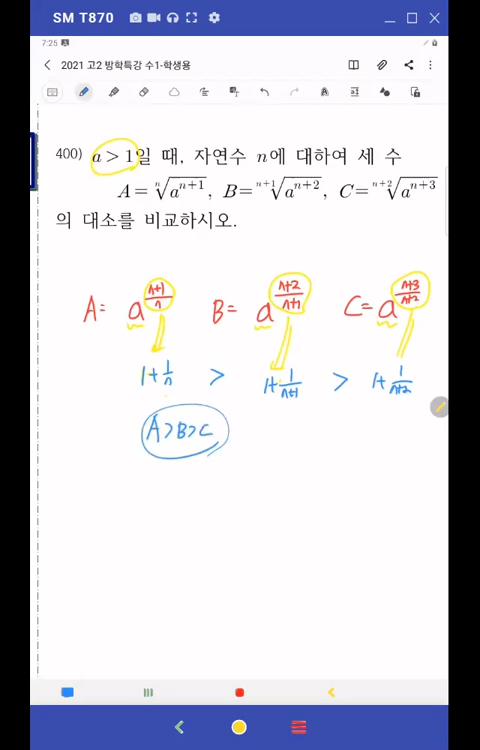 SM T870
7:25
2021 고2 방학특강 수1-학생용
400) a > 1일 때, 자연수 n에 대하여 세 수
A = ⁿ√(a^(n+1)), B = ⁿ⁺¹√(a^(n+2)), C = ⁿ⁺²√(a^(n+3))
의 대소를 비교하시오.
A = a^((n+1)/n) B = a^((n+2)/(n+1)) C = a^((n+3)/(n+2))
1+1/n > 1+1/(n+1) > 1+1/(n+2)
A>B>C